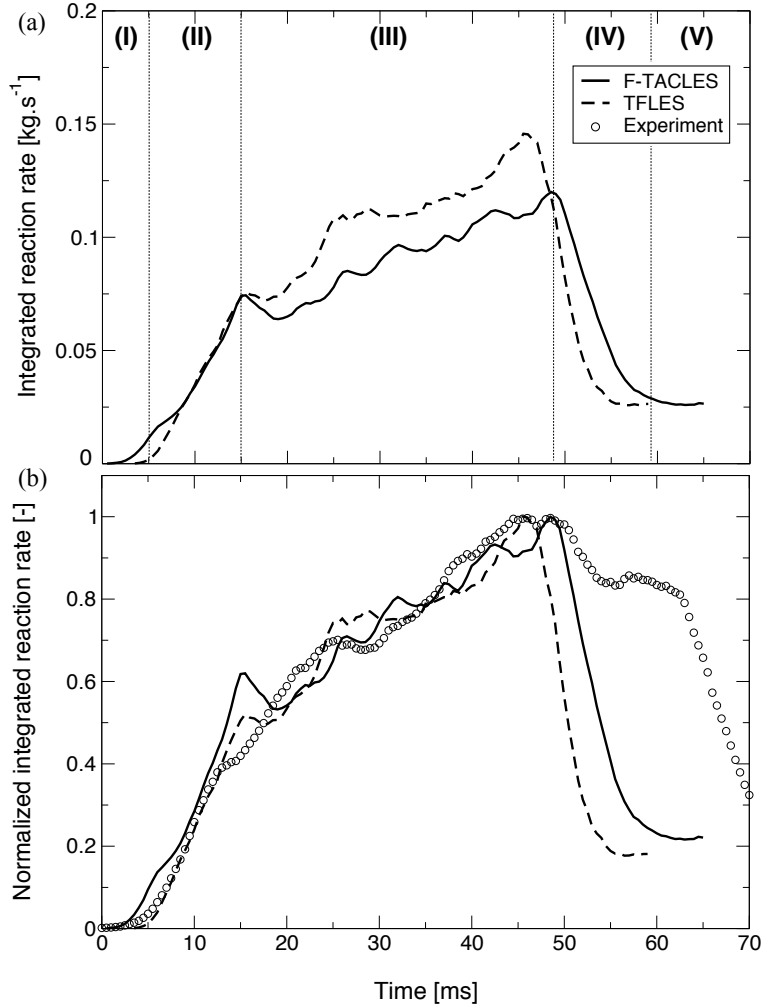 (a)
(I) (II) (III) (IV) (V)
0.2
0.15
0.1
0.05
0
Integrated reaction rate [kg.s-1]
F-TACLES
TFLES
Experiment
(b)
1
0.8
0.6
0.4
0.2
0
Normalized integrated reaction rate [-]
0 10 20 30 40 50 60 70
Time [ms]